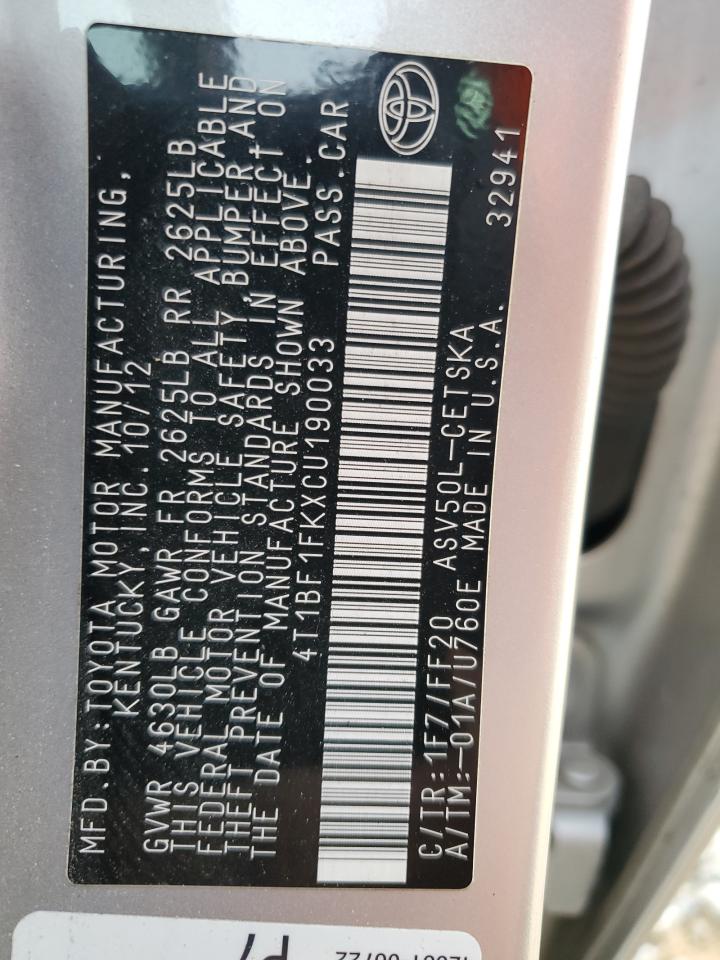 MFD.BY:TOYOTA MOTOR MANUFACTURING,
KENTUCKY,INC. 10/12
GVWR 4630LB GAWR FR 2625LB RR 2625LB
THIS VEHICLE CONFORMS TO ALL APPLICABLE
FEDERAL MOTOR VEHICLE SAFETY, BUMPER,AND
THEFT PREVENTION STANDARDS IN EFFECT ON
THE DATE OF MANUFACTURE SHOWN ABOVE.
4T1BF1FKXCU190033 PASS.CAR
C/TR:1F7/FF20 ASV50L-CETSKA
A/TM:-01A/U760E MADE IN U.S.A. 32941